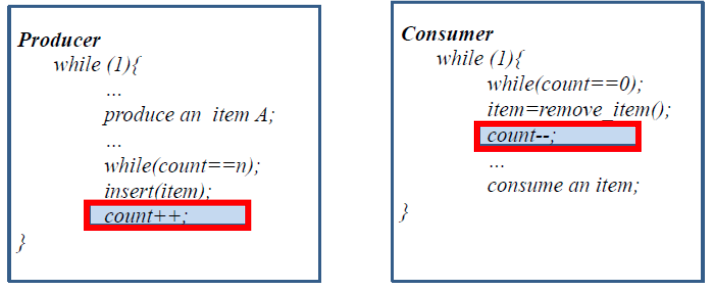 Producer
while (1){
...
produce an item A;
...
while(count==n);
insert(item);
count++;
}
Consumer
while (1){
while(count==0);
item=remove_item();
count--;
...
consume an item;
}